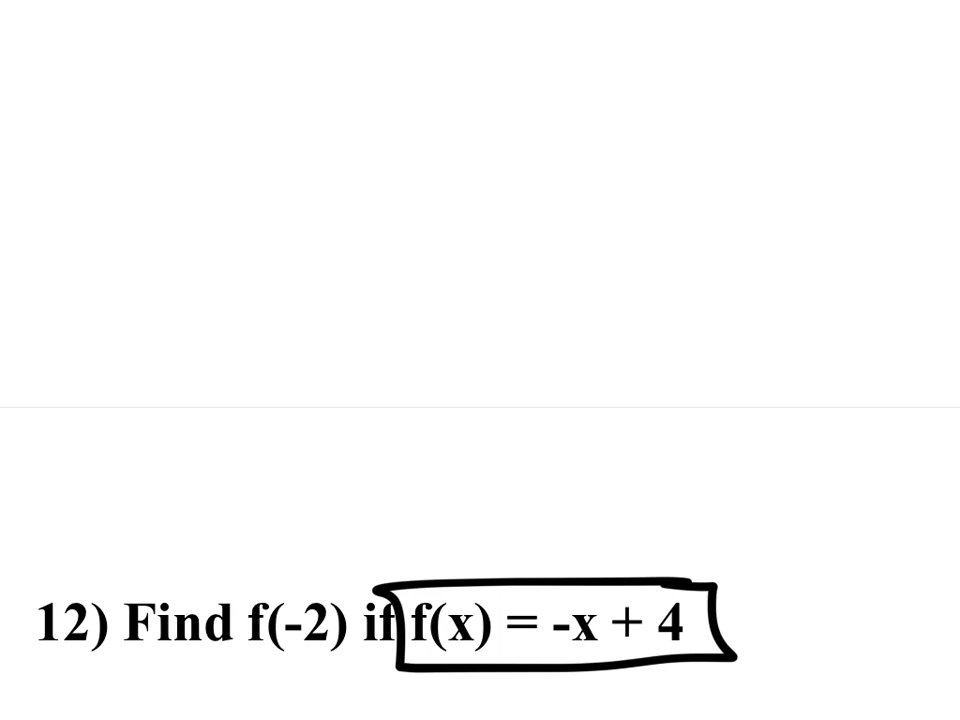 12) Find f(-2) if f(x) = -x + 4